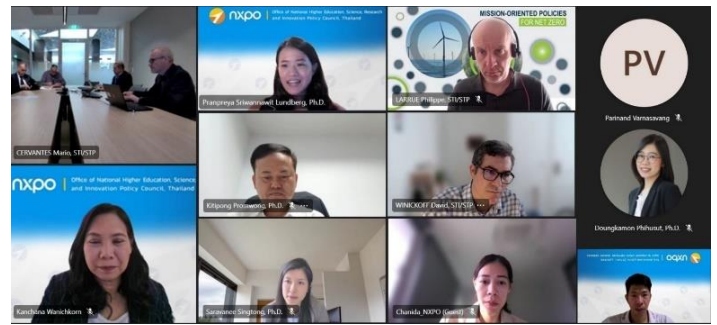 nxpo
Office of National Higher Education, Science, Research
and Innovation Policy Council, Thailand
MISSION-ORIENTED POLICIES
FOR NET ZERO
PV
CERVANTES Mario, STI/STP
Pranpreya Sriwannawit Lundberg, Ph.D.
LARRUE Philippe, STI/STP
Parinand Varnasavang
nxpo
Office of National Higher Education, Science
and Innovation Policy Council, Thailand
Kitipong Promwong, Ph.D.
WINICKOFF David, STI/STP
Doungkamon Phihusut, Ph.D.
Kanchana Wanichkorn
Saravanee Singtong, Ph.D.
Chanida_NXPO (Guest)